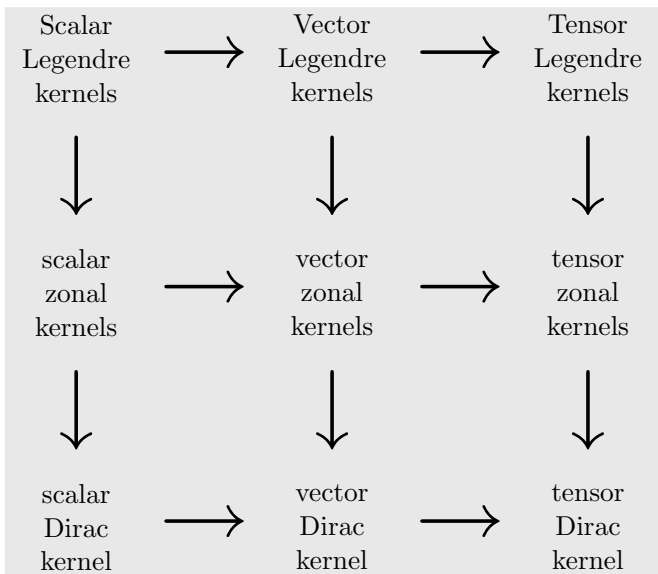 Scalar
Legendre
kernels
Vector
Legendre
kernels
Tensor
Legendre
kernels
scalar
zonal
kernels
vector
zonal
kernels
tensor
zonal
kernels
scalar
Dirac
kernel
vector
Dirac
kernel
tensor
Dirac
kernel